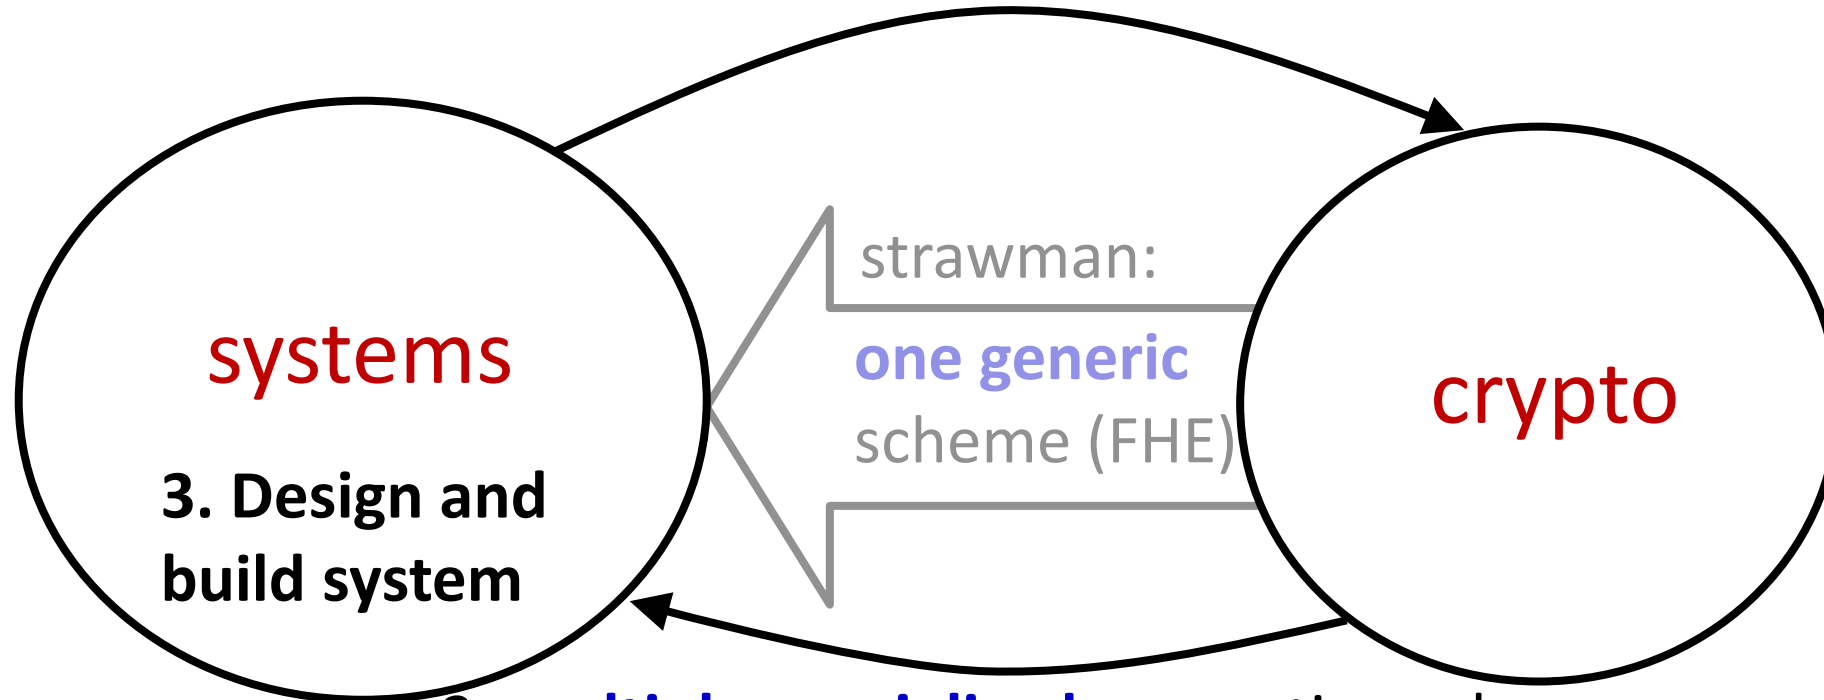 strawman:
systems
one generic
crypto
scheme (FHE)
3. Design and
build system